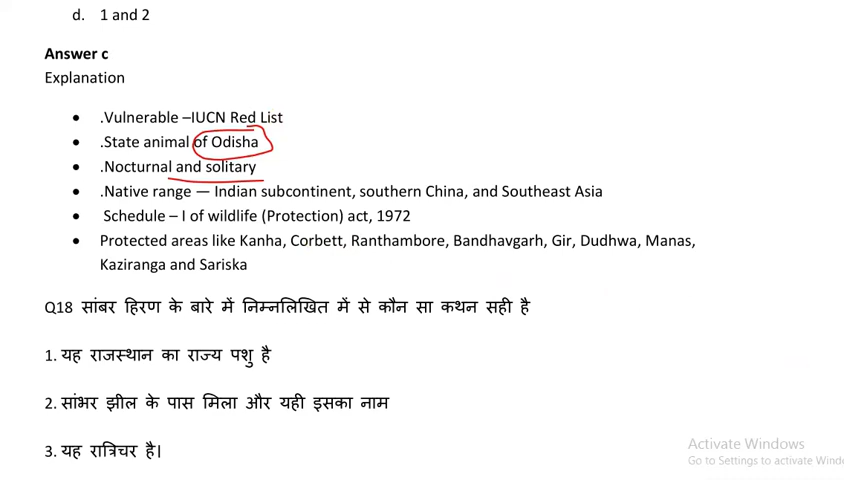 d. 1 and 2
Answer c
Explanation
• .Vulnerable –IUCN Red List
• .State animal of Odisha
• .Nocturnal and solitary
• .Native range — Indian subcontinent, southern China, and Southeast Asia
• Schedule – I of wildlife (Protection) act, 1972
• Protected areas like Kanha, Corbett, Ranthambore, Bandhavgarh, Gir, Dudhwa, Manas,
Kaziranga and Sariska
Q18 सांबर हिरण के बारे में निम्नलिखित में से कौन सा कथन सही है
1. यह राजस्थान का राज्य पशु है
2. सांभर झील के पास मिला और यही इसका नाम
3. यह रात्रिचर है।
Activate Windows
Go to Settings to activate Winde